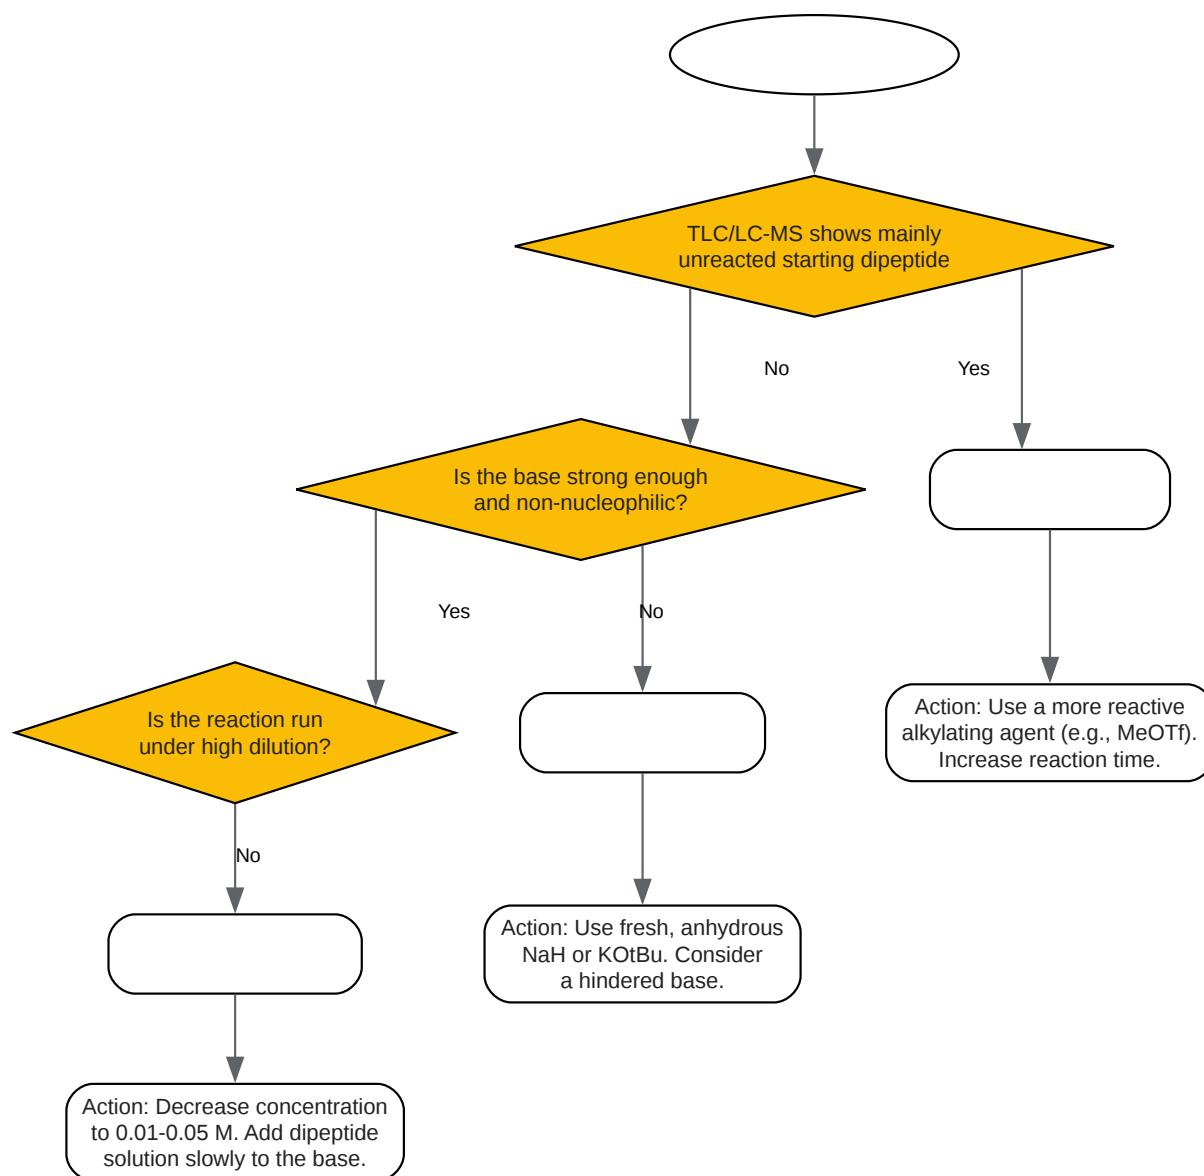 TLC/LC-MS shows mainly
unreacted starting dipeptide
No
Yes
Is the base strong enough
and non-nucleophilic?
Yes
No
Is the reaction run
under high dilution?
Action: Use a more reactive
alkylating agent (e.g., MeOTf).
Increase reaction time.
No
Action: Use fresh, anhydrous
NaH or KOtBu. Consider
a hindered base.
Action: Decrease concentration
to 0.01-0.05 M. Add dipeptide
solution slowly to the base.